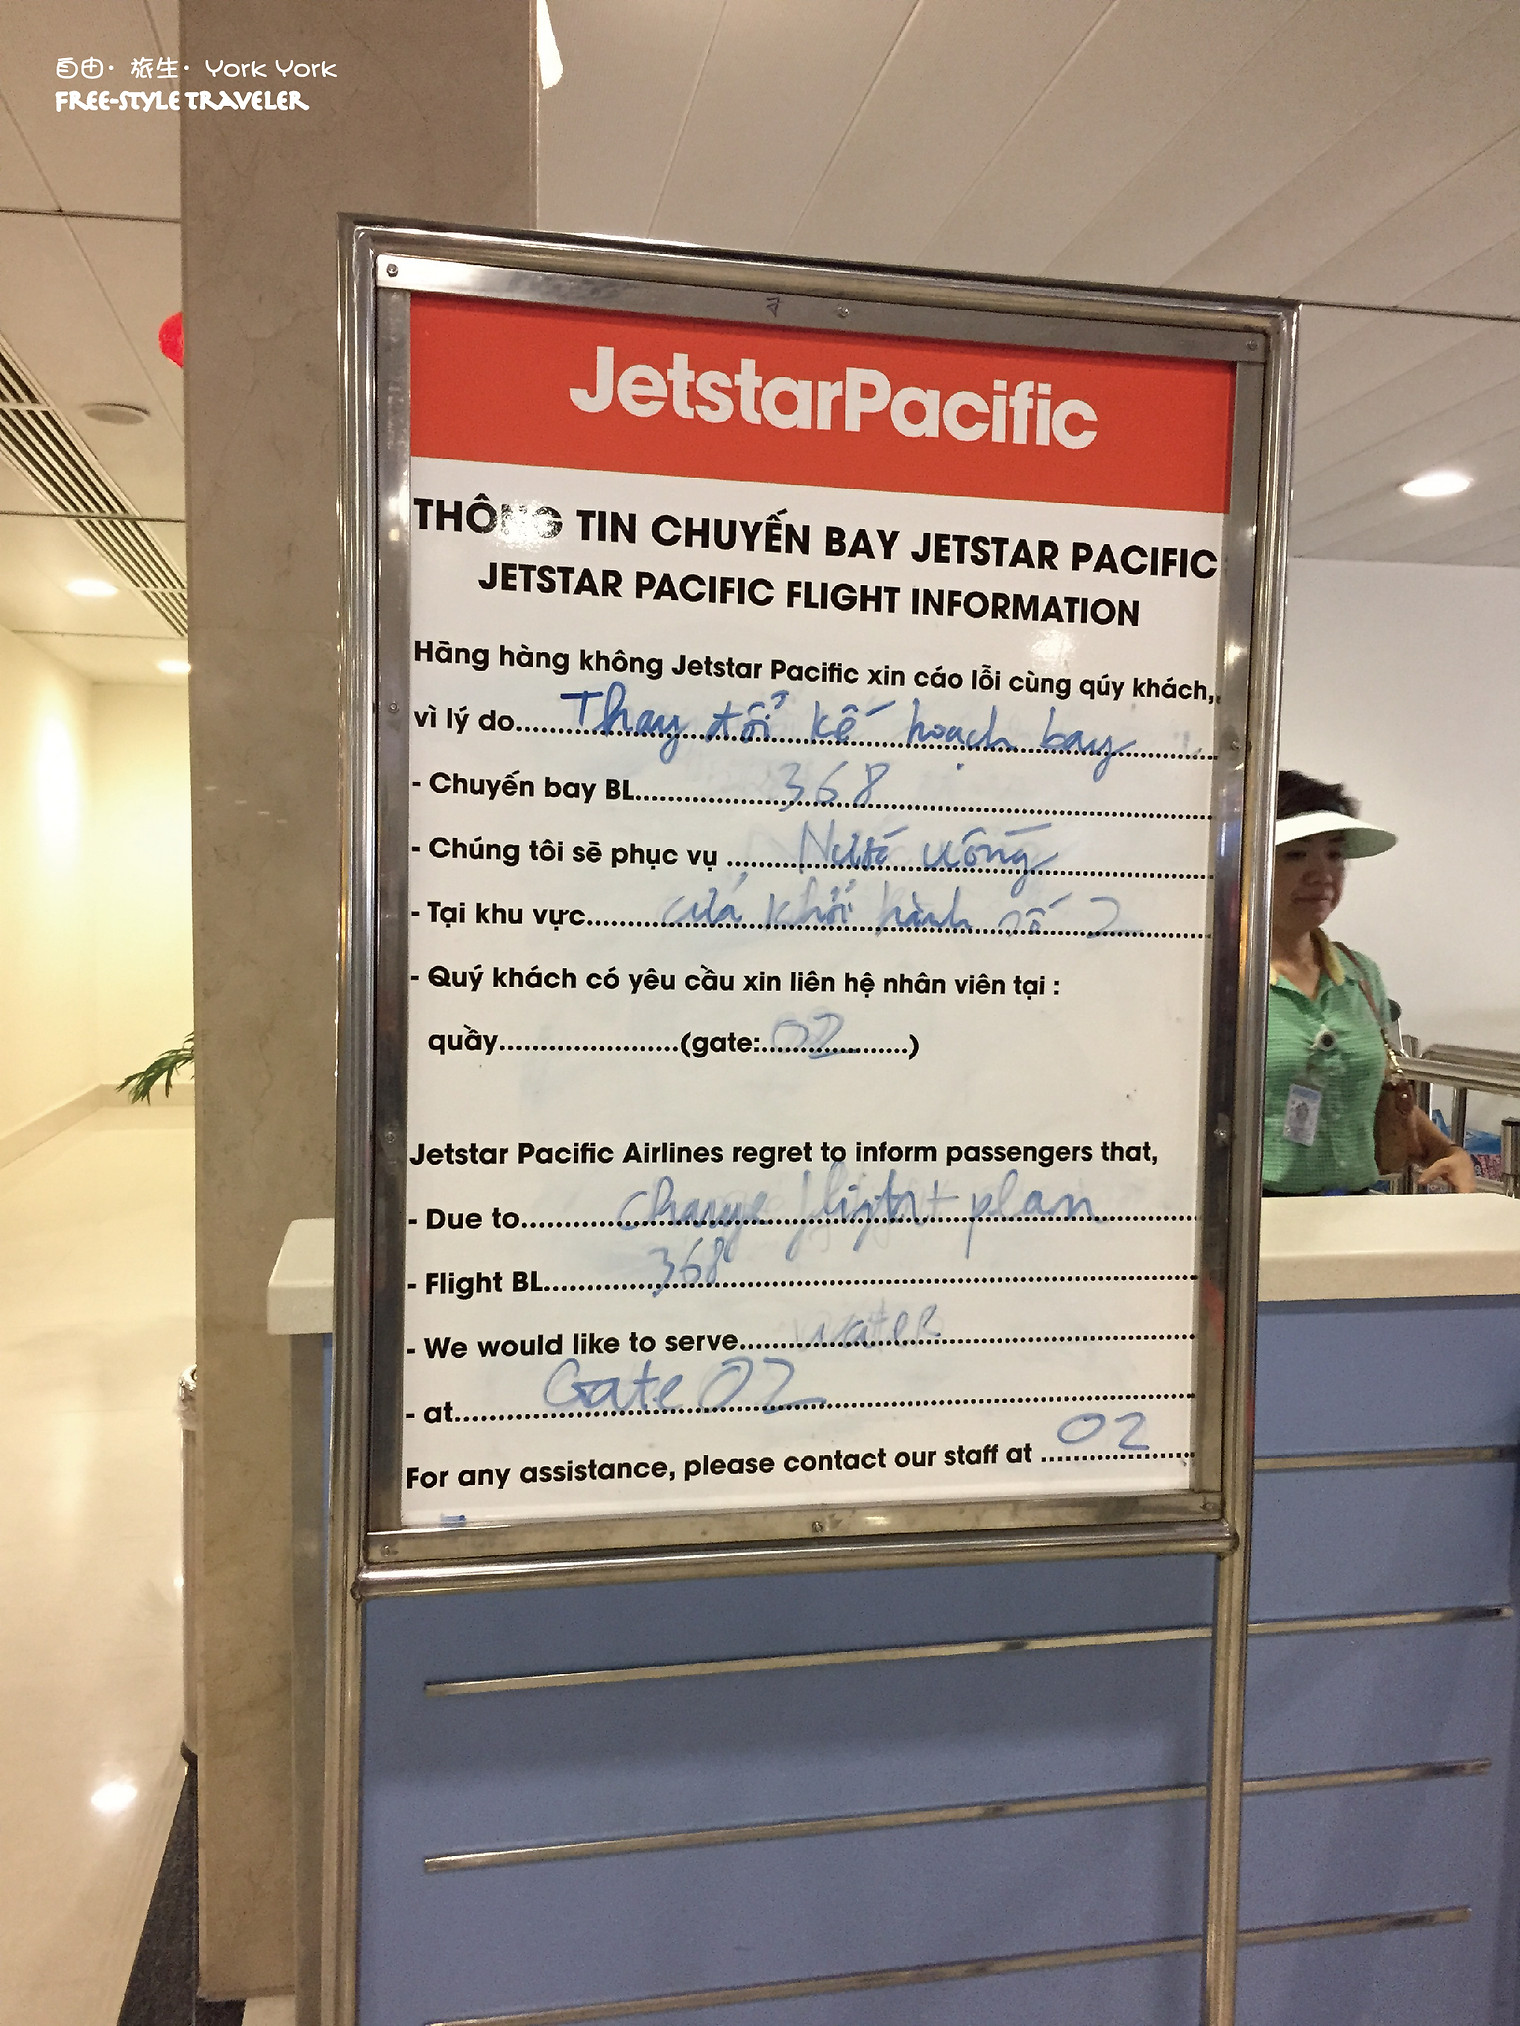 自由·旅生·York York
FREE-STYLE TRAVELER
JetstarPacific
THÔNG TIN CHUYẾN BAY JETSTAR PACIFIC
JETSTAR PACIFIC FLIGHT INFORMATION
Hãng hàng không Jetstar Pacific xin cáo lỗi cùng qúy khách,
vì lý do.....Thay đổi kế hoạch bay.....
- Chuyến bay BL.....368.....
- Chúng tôi sẽ phục vụ .....Nước uống.....
- Tại khu vực.....cửa khởi hành số 2.....
- Quý khách có yêu cầu xin liên hệ nhân viên tại :
quầy.....(gate:.....02.....)
Jetstar Pacific Airlines regret to inform passengers that,
- Due to.....change flight plan.....
- Flight BL.....368.....
- We would like to serve.....water.....
- at.....Gate 02.....
For any assistance, please contact our staff at .....02.....